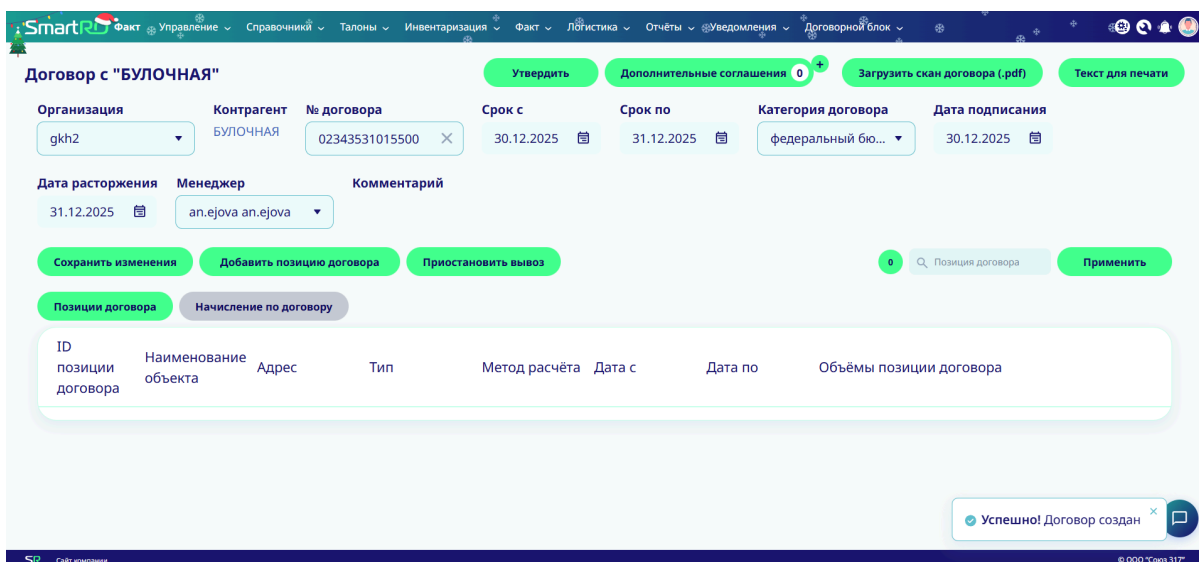 SmartRO Факт Управление Справочники Талоны Инвентаризация Факт Логистика Отчёты Уведомления Договорной блок
Договор с "БУЛОЧНАЯ" Утвердить Дополнительные соглашения 0 + Загрузить скан договора (.pdf) Текст для печати
Организация Контрагент № договора Срок с Срок по Категория договора Дата подписания
gkh2 БУЛОЧНАЯ 02343531015500 30.12.2025 31.12.2025 федеральный бю... 30.12.2025
Дата расторжения Менеджер Комментарий
31.12.2025 an.ejova an.ejova
Сохранить изменения Добавить позицию договора Приостановить вывоз 0 Позиция договора Применить
Позиции договора Начисление по договору
ID
позиции
договора
Наименование
объекта
Адрес Тип Метод расчёта Дата с Дата по Объёмы позиции договора
Успешно! Договор создан
SR Сайт компании © ООО "Союз 317"